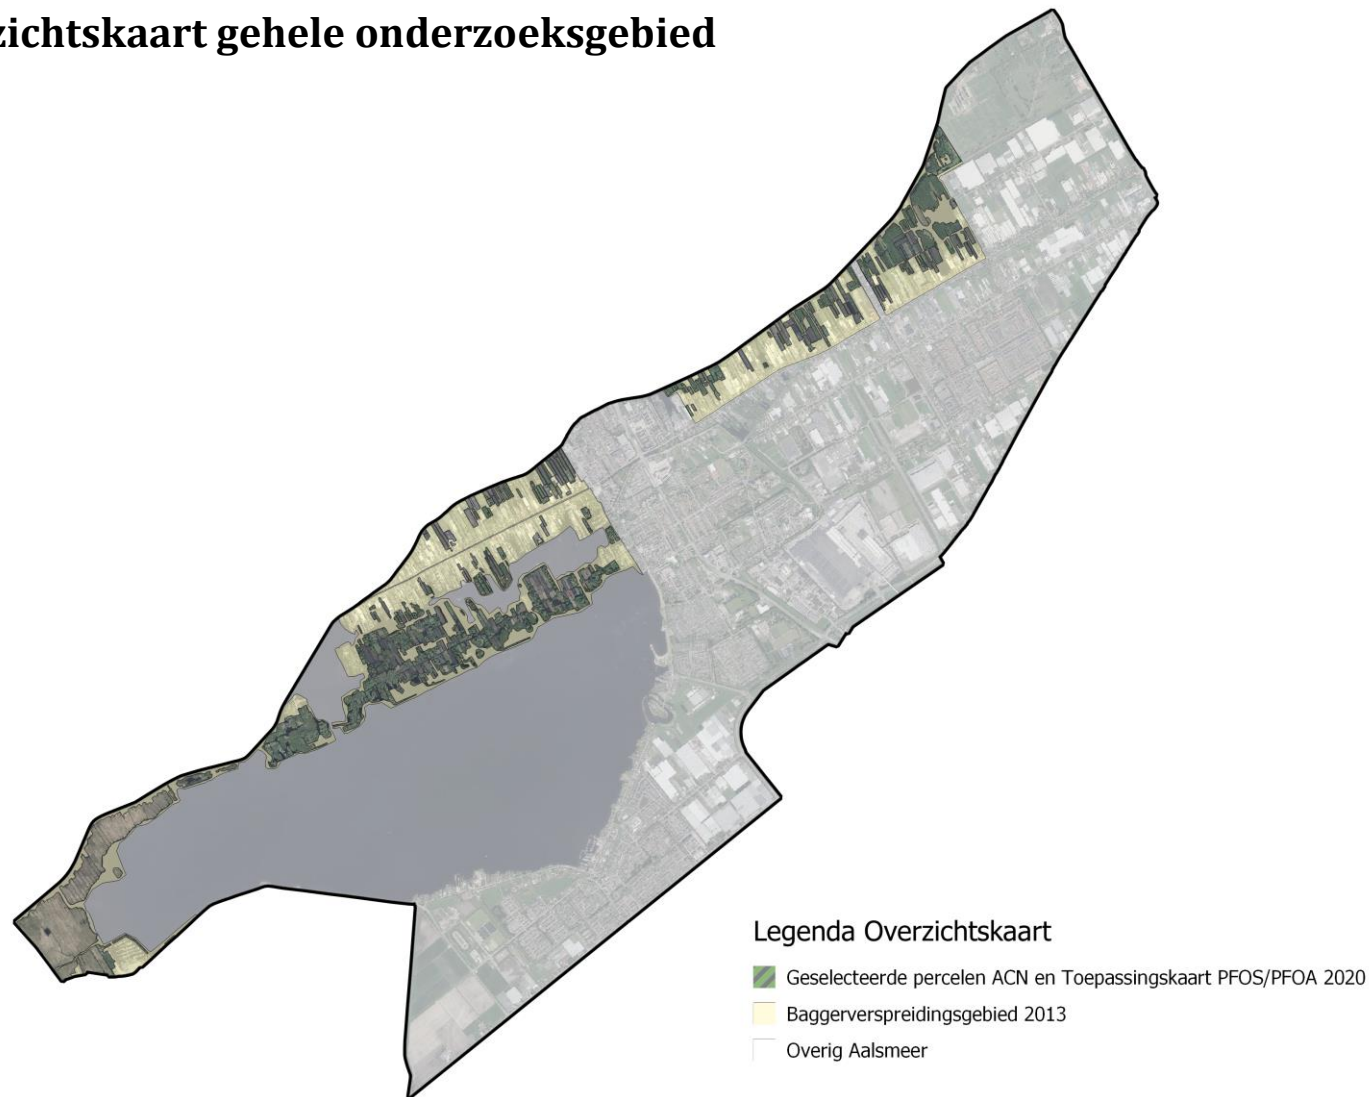 zichtskaart gehele onderzoeksgebied
Legenda Overzichtskaart
Geselecteerde percelen ACN en Toepassingskaart PFOS/PFOA 2020
Baggerverspreidingsgebied 2013
Overig Aalsmeer